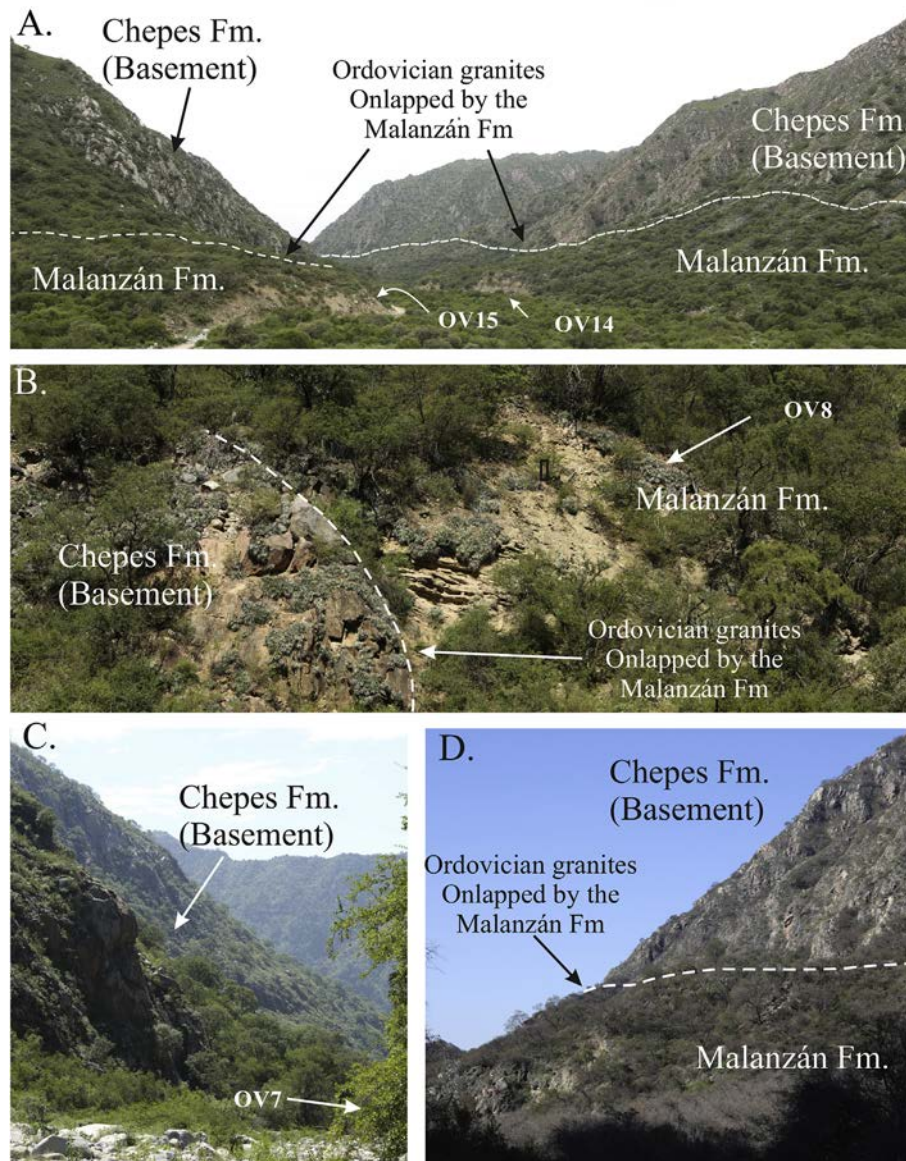 A.
Chepes Fm.
(Basement)
Ordovician granites
Onlapped by the
Malanzán Fm
Chepes Fm
(Basement)
Malanzán Fm.
Malanzán Fm.
OV15
OV14
B.
OV8
Malanzán Fm.
Chepes Fm.
(Basement)
Ordovician granites
Onlapped by the
Malanzán Fm
C.
Chepes Fm.
(Basement)
OV7
D.
Chepes Fm.
(Basement)
Ordovician granites
Onlapped by the
Malanzán Fm
Malanzán Fm.